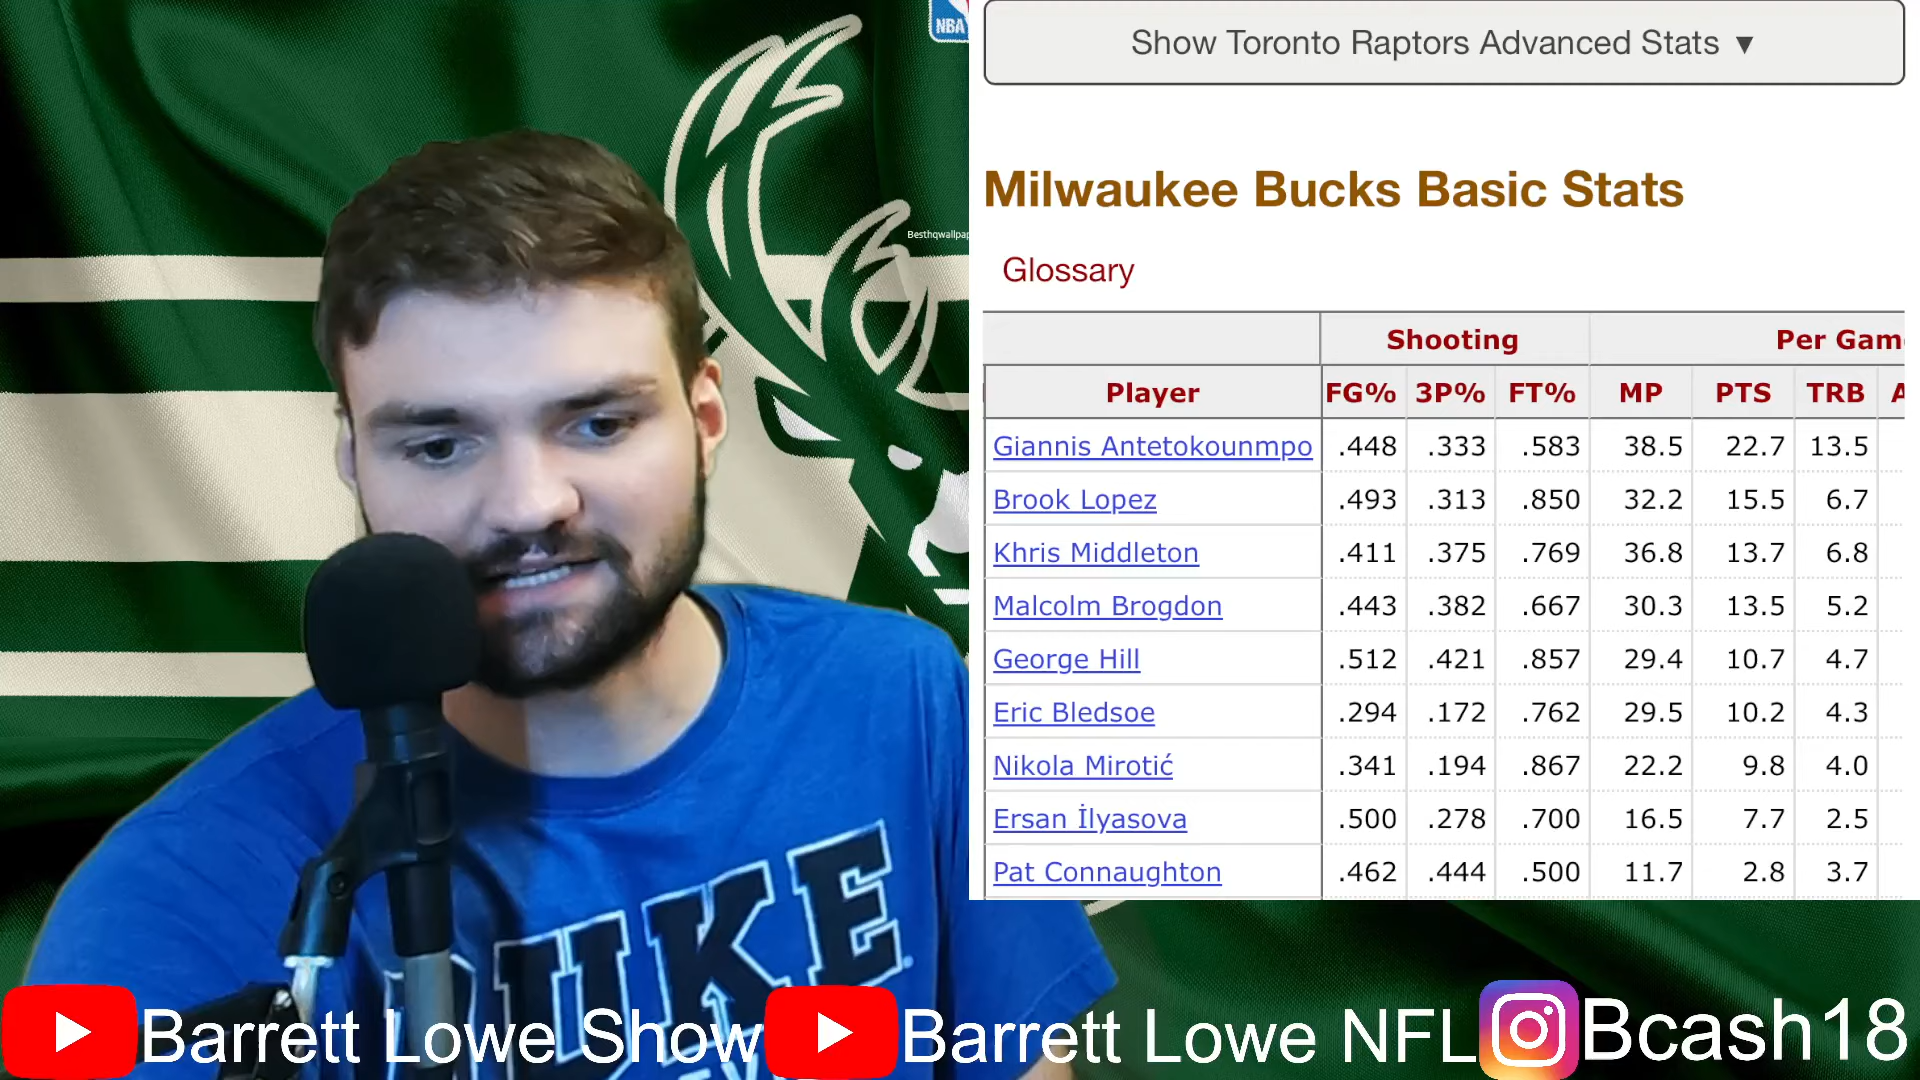 NBA
Show Toronto Raptors Advanced Stats ▼
Milwaukee Bucks Basic Stats
Besthqwallpap
Glossary
Shooting Per Gam
Player FG% 3P% FT% MP PTS TRB A
Giannis Antetokounmpo .448 .333 .583 38.5 22.7 13.5
Brook Lopez .493 .313 .850 32.2 15.5 6.7
Khris Middleton .411 .375 .769 36.8 13.7 6.8
Malcolm Brogdon .443 .382 .667 30.3 13.5 5.2
George Hill .512 .421 .857 29.4 10.7 4.7
Eric Bledsoe .294 .172 .762 29.5 10.2 4.3
Nikola Mirotić .341 .194 .867 22.2 9.8 4.0
Ersan İlyasova .500 .278 .700 16.5 7.7 2.5
Pat Connaughton .462 .444 .500 11.7 2.8 3.7
DUKE
Barrett Lowe Show Barrett Lowe NFL Bcash18